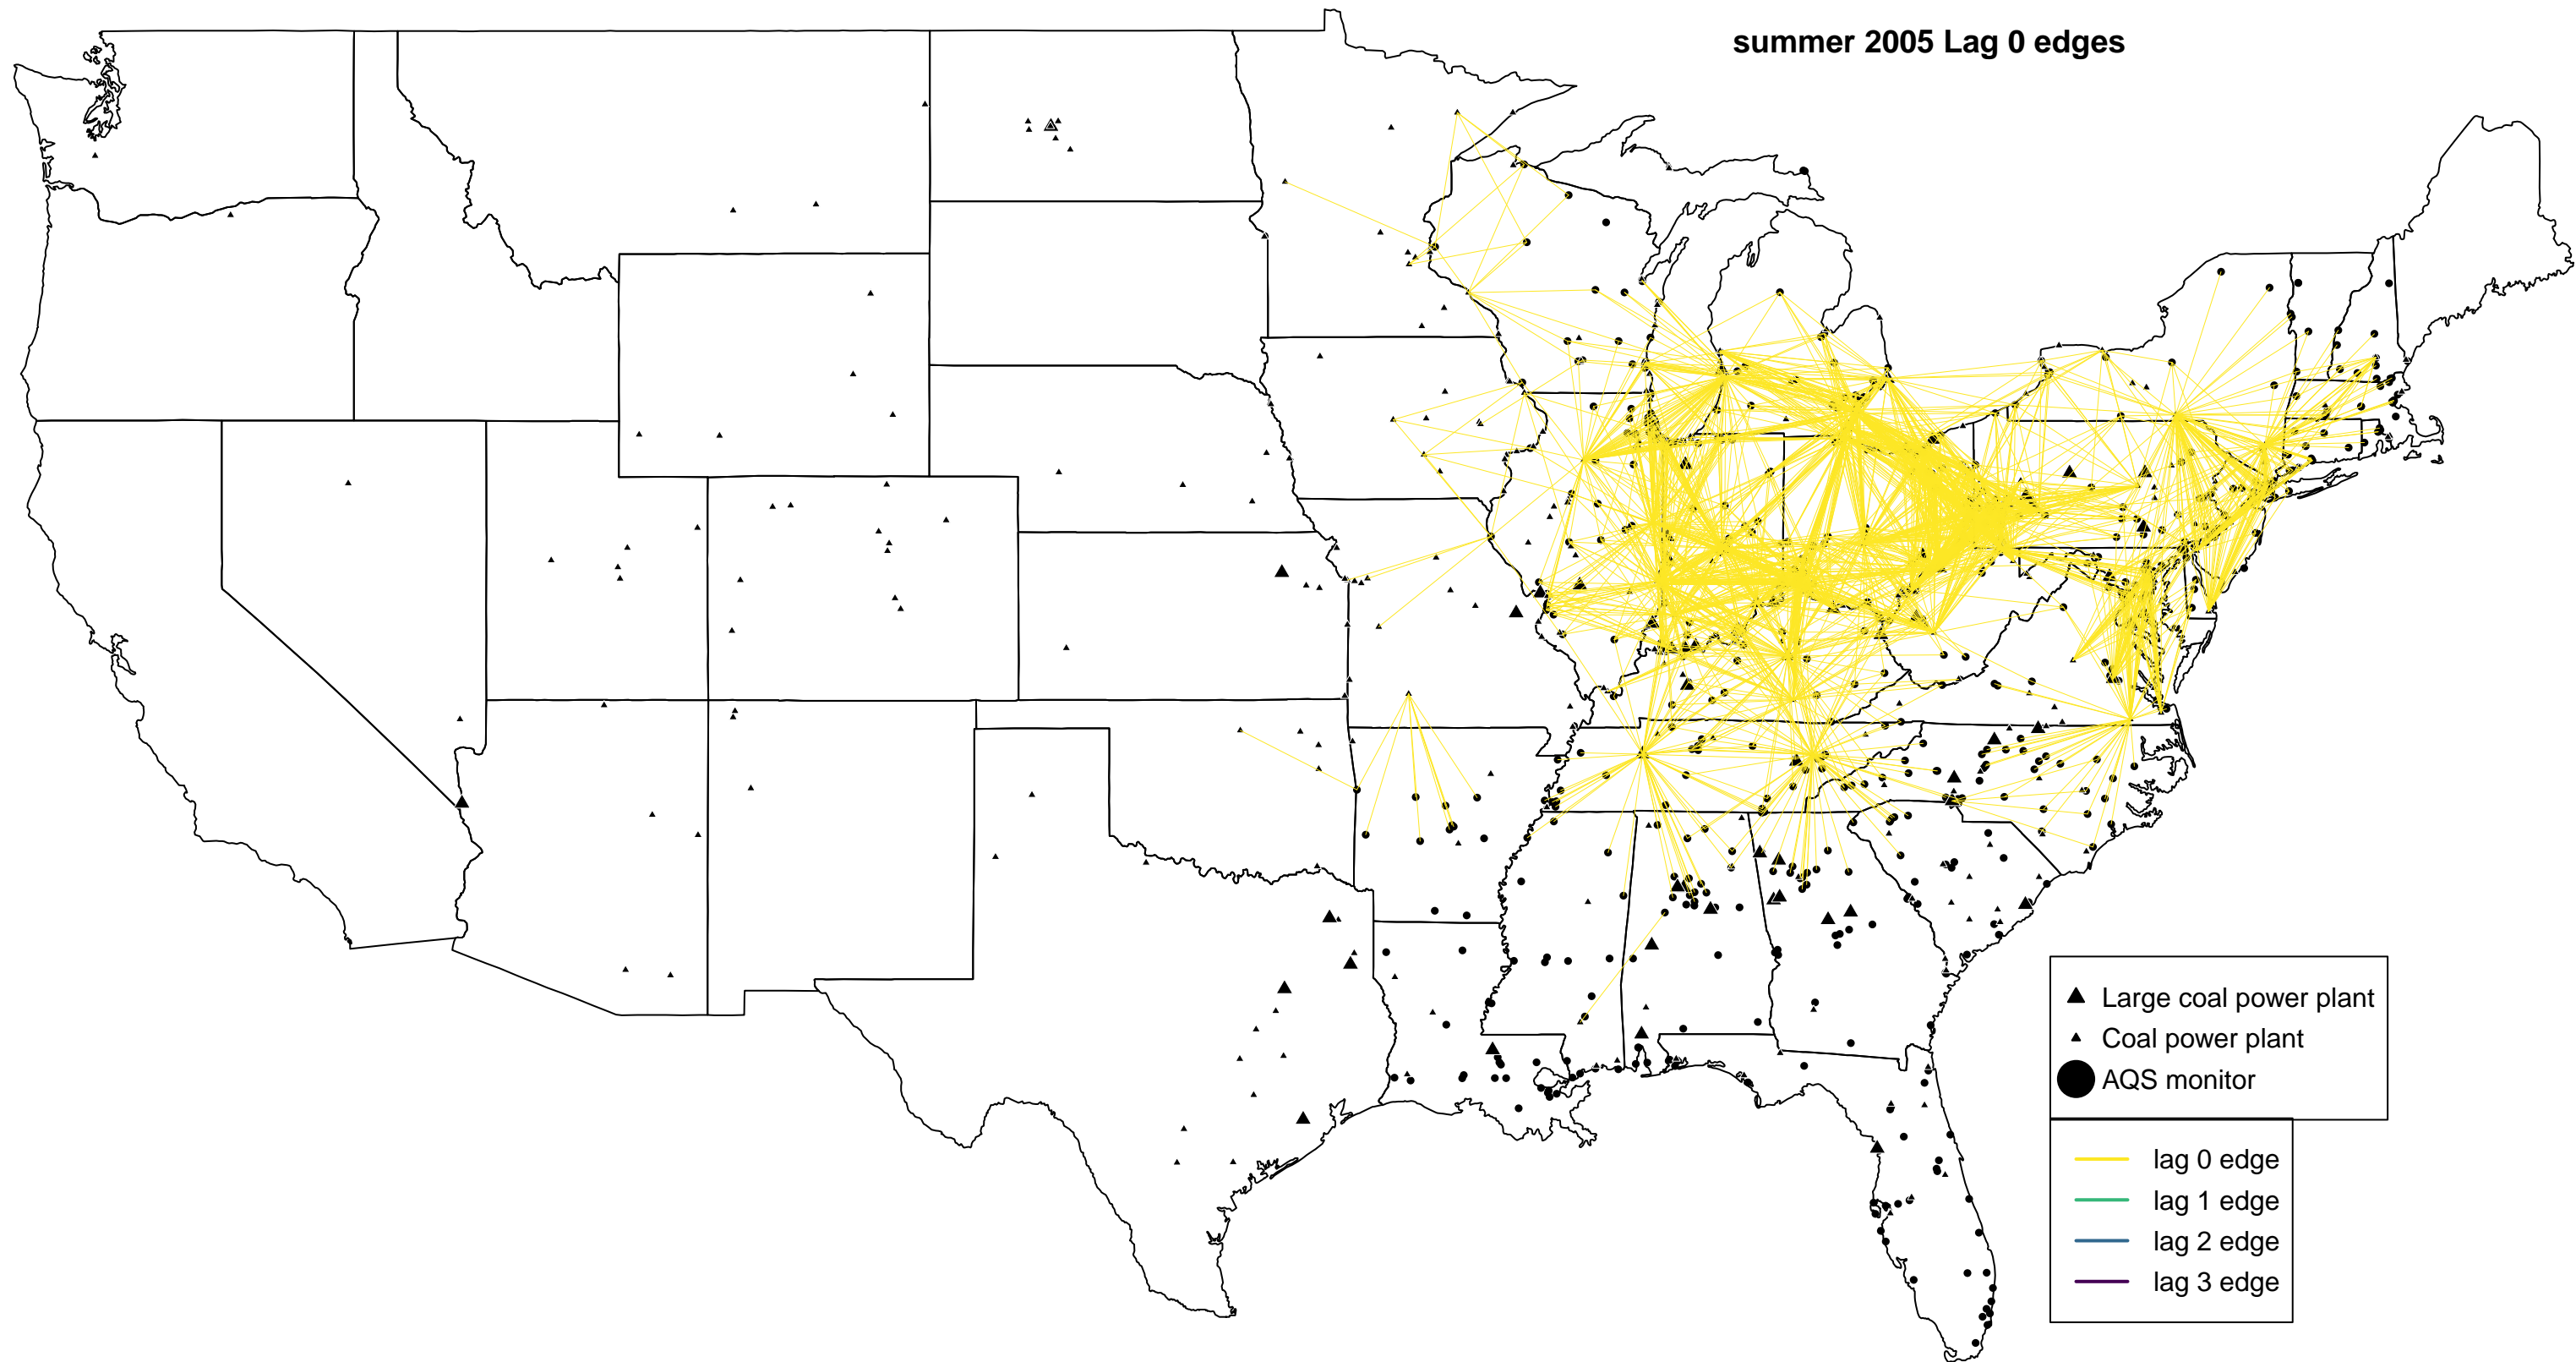 summer 2005 Lag 0 edges
Large coal power plant
Coal power plant
AQS monitor
lag 0 edge
lag 1 edge
lag 2 edge
lag 3 edge